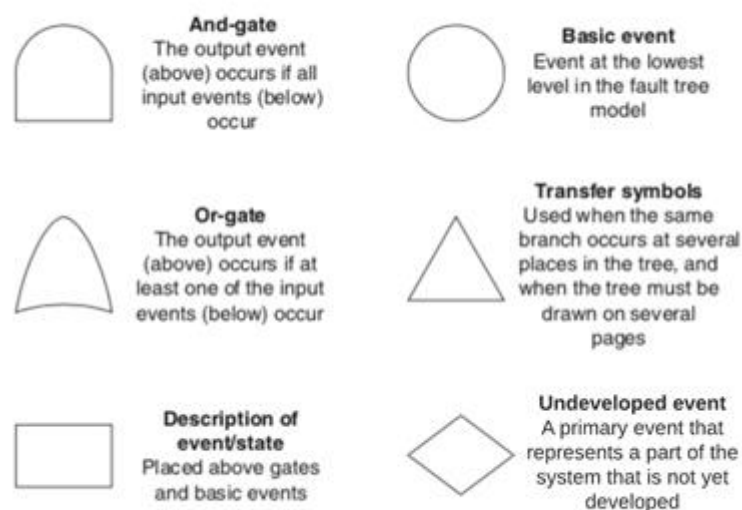 And-gate
The output event
(above) occurs if all
input events (below)
occur
Basic event
Event at the lowest
level in the fault tree
model
Or-gate
The output event
(above) occurs if at
least one of the input
events (below) occur
Transfer symbols
Used when the same
branch occurs at several
places in the tree, and
when the tree must be
drawn on several
pages
Description of
event/state
Placed above gates
and basic events
Undeveloped event
A primary event that
represents a part of the
system that is not yet
developed